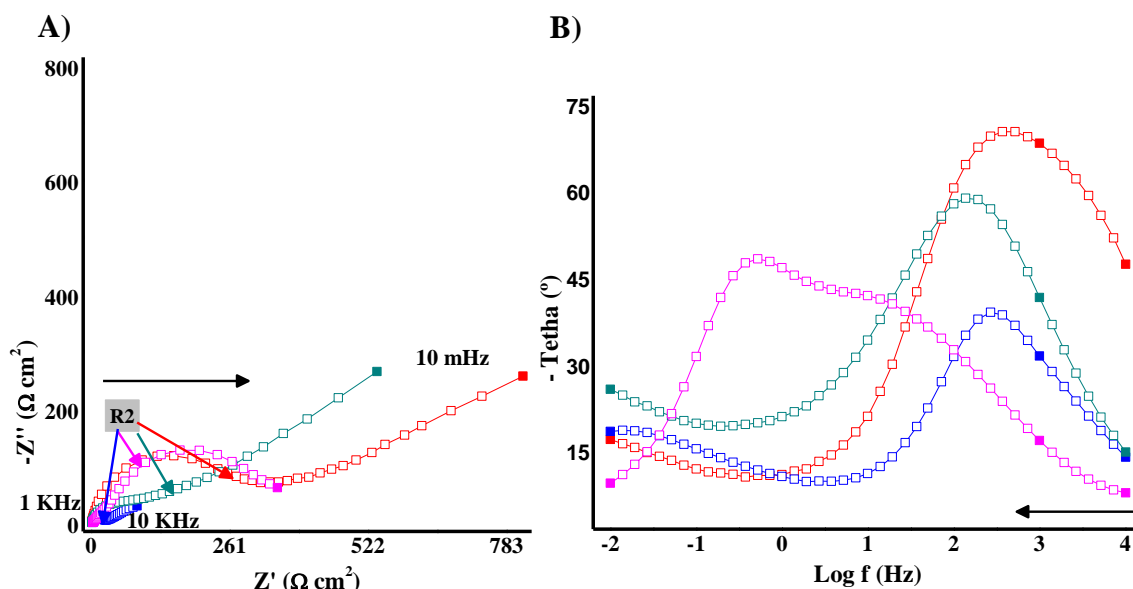 A)
800
600
400
200
0
-Z'' (Ω cm²)
10 mHz
R2
1 KHz
10 KHz
0 261 522 783
Z' (Ω cm²)
B)
75
60
45
30
15
- Tetha (º)
-2 -1 0 1 2 3 4
Log f (Hz)